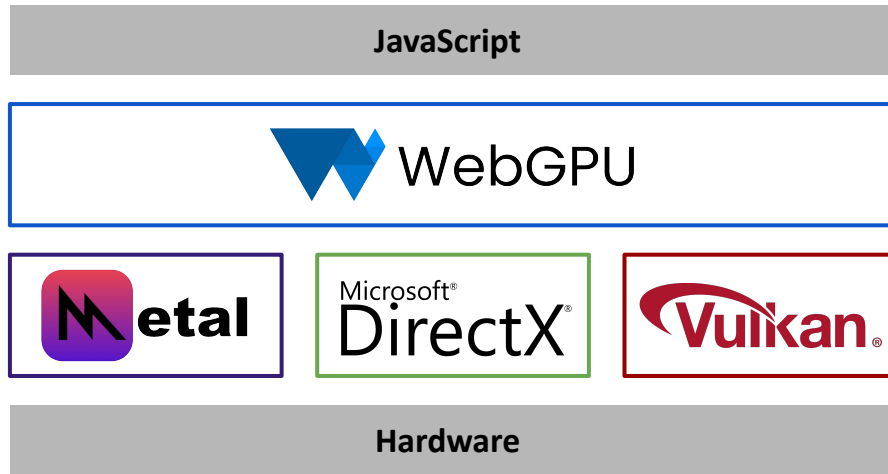 JavaScript
WebGPU
Metal
Microsoft®
DirectX®
Vulkan®
Hardware